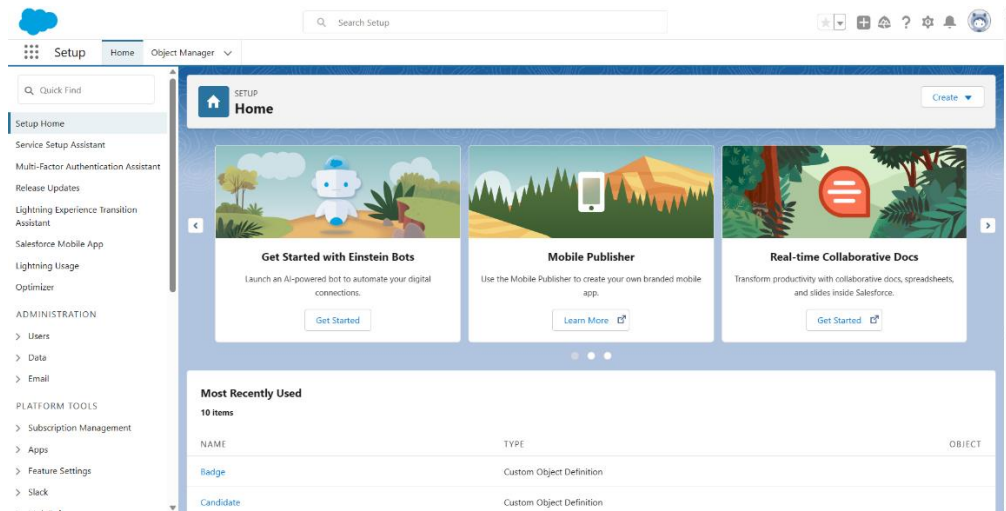 Search Setup
?
Setup
Home
Object Manager
Quick Find
Setup Home
Service Setup Assistant
Multi-Factor Authentication Assistant
Release Updates
Lightning Experience Transition
Assistant
Salesforce Mobile App
Lightning Usage
Optimizer
ADMINISTRATION
Users
Data
Email
PLATFORM TOOLS
Subscription Management
Apps
Feature Settings
Slack
SETUP
Home
Create
Get Started with Einstein Bots
Launch an AI-powered bot to automate your digital
connections.
Get Started
Mobile Publisher
Use the Mobile Publisher to create your own branded mobile
app.
Learn More
Real-time Collaborative Docs
Transform productivity with collaborative docs, spreadsheets,
and slides inside Salesforce.
Get Started
Most Recently Used
10 items
NAME TYPE OBJECT
Badge Custom Object Definition
Candidate Custom Object Definition